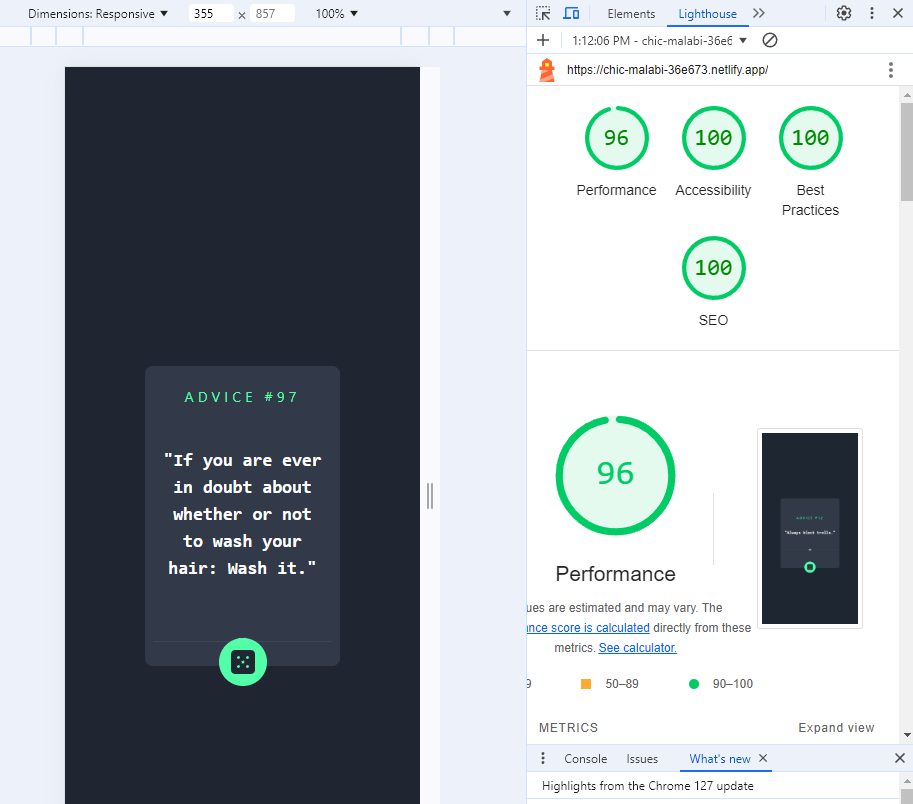 Dimensions: Responsive 355 × 857 100%
Elements Lighthouse
1:12:06 PM - chic-malabi-36e6
https://chic-malabi-36e673.netlify.app/
96 100 100
Performance Accessibility Best
Practices
100
SEO
ADVICE #97
"If you are ever
in doubt about
whether or not
to wash your
hair: Wash it."
96
Performance
ues are estimated and may vary. The
ance score is calculated directly from these
metrics. See calculator.
9 50–89 90–100
ADVICE #12
"Always block trolls."
METRICS Expand view
Console Issues What's new
Highlights from the Chrome 127 update